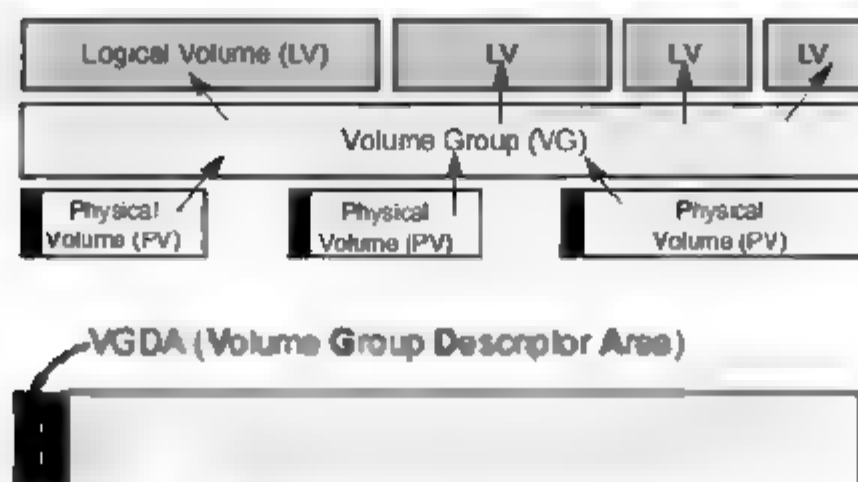 Logical Volume (LV)
LV
LV
LV
Volume Group (VG)
Physical
Volume (PV)
Physical
Volume (PV)
Physical
Volume (PV)
VGDA (Volume Group Descriptor Area)